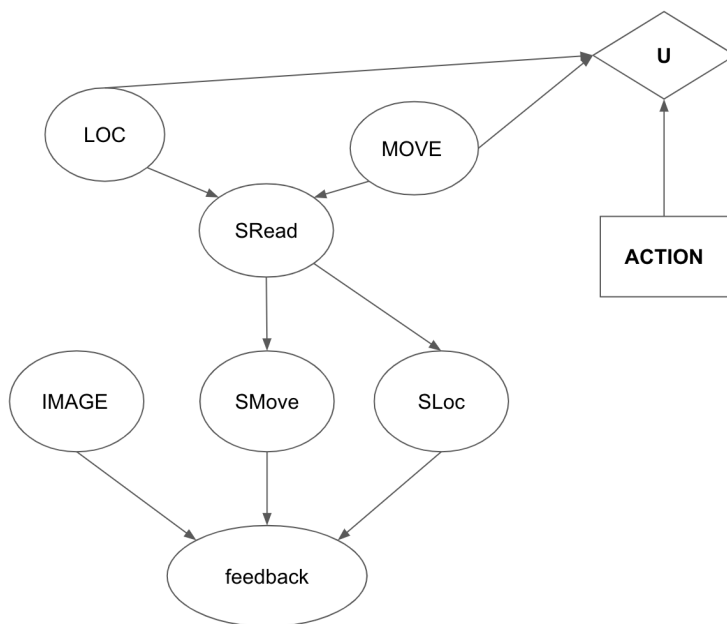 U
LOC
MOVE
SRead
ACTION
IMAGE
SMove
SLoc
feedback